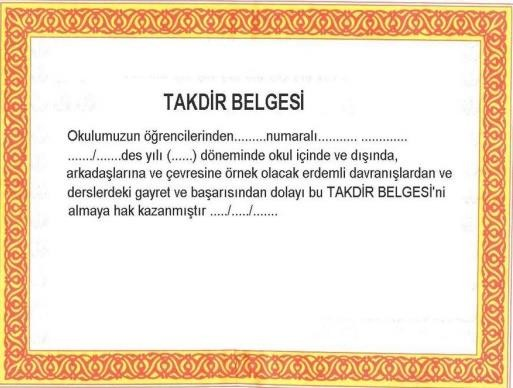 TAKDİR BELGESİ
Okulumuzun öğrencilerinden.........numaralı........... .............
......./.......des yılı (......) döneminde okul içinde ve dışında,
arkadaşlarına ve çevresine örnek olacak erdemli davranışlardan ve
derslerdeki gayret ve başarısından dolayı bu TAKDİR BELGESİ'ni
almaya hak kazanmıştır ...../...../.......